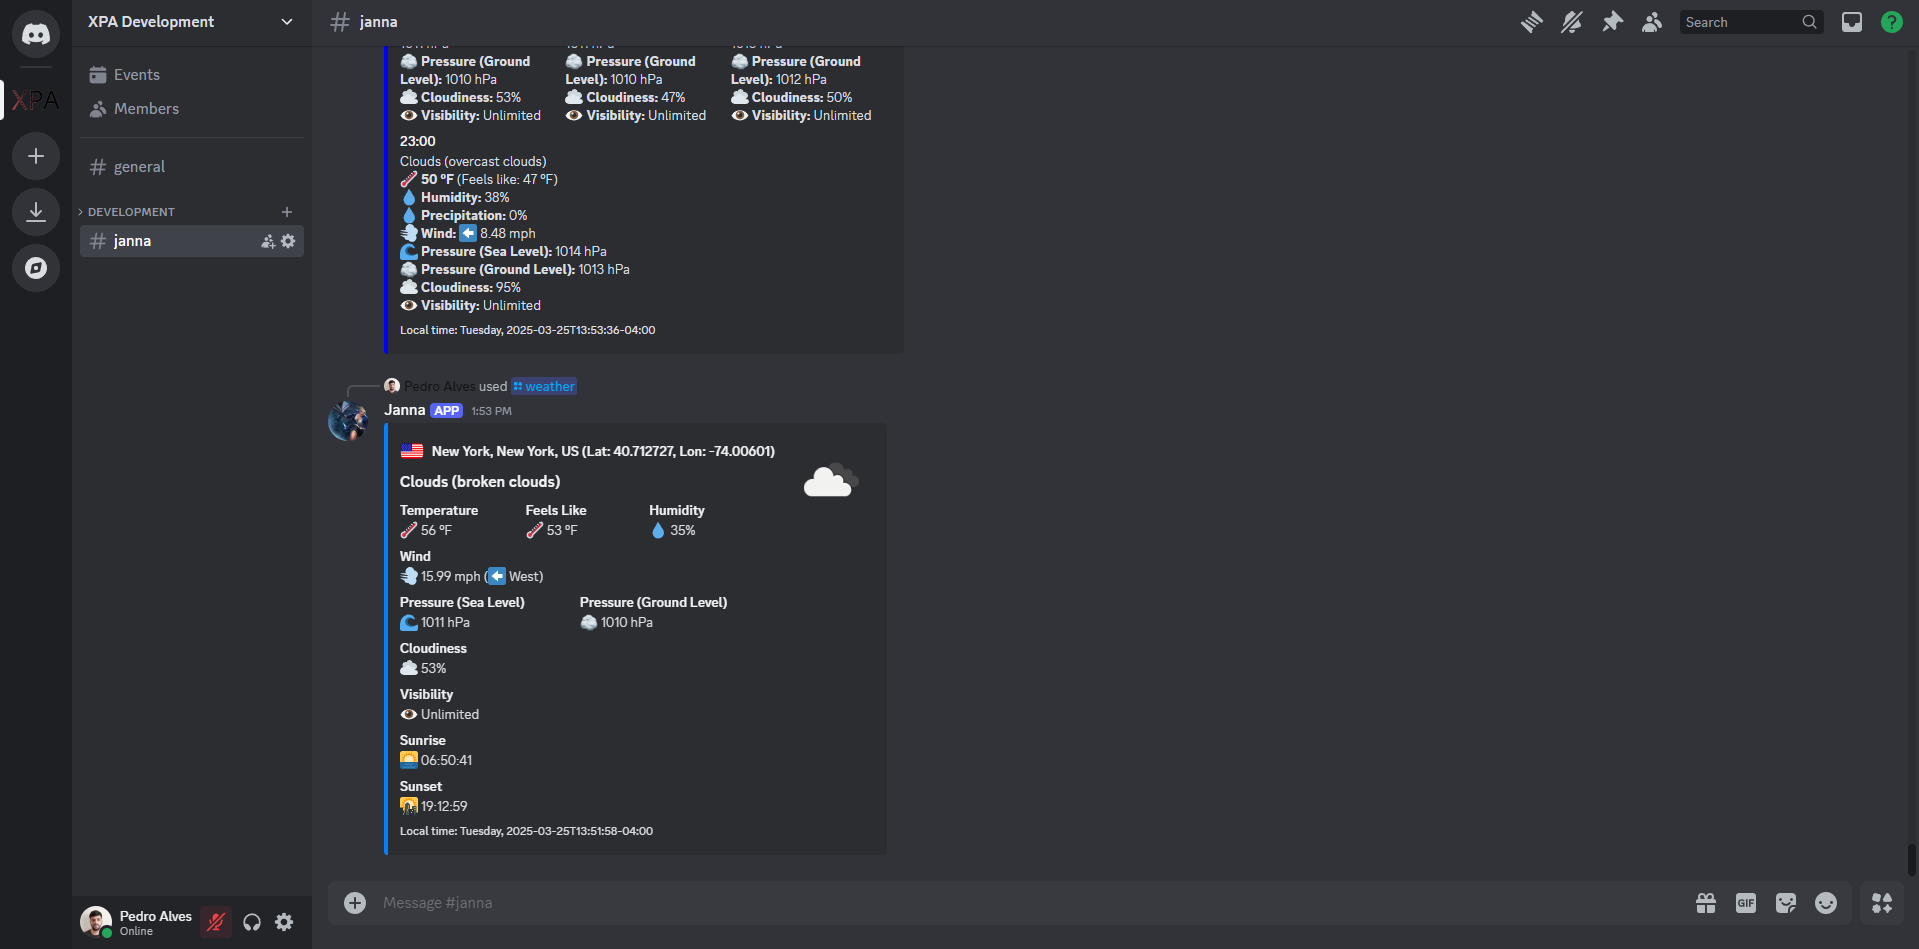 XPA Development
janna
Search
XPA
Events
Members
general
DEVELOPMENT
janna
Pressure (Ground
Level): 1010 hPa
Cloudiness: 53%
Visibility: Unlimited
Pressure (Ground
Level): 1010 hPa
Cloudiness: 47%
Visibility: Unlimited
Pressure (Ground
Level): 1012 hPa
Cloudiness: 50%
Visibility: Unlimited
23:00
Clouds (overcast clouds)
50 ºF (Feels like: 47 ºF)
Humidity: 38%
Precipitation: 0%
Wind: 8.48 mph
Pressure (Sea Level): 1014 hPa
Pressure (Ground Level): 1013 hPa
Cloudiness: 95%
Visibility: Unlimited
Local time: Tuesday, 2025-03-25T13:53:36-04:00
Pedro Alves used weather
Janna APP 1:53 PM
New York, New York, US (Lat: 40.712727, Lon: -74.00601)
Clouds (broken clouds)
Temperature Feels Like Humidity
56 ºF 53 ºF 35%
Wind
15.99 mph ( West)
Pressure (Sea Level) Pressure (Ground Level)
1011 hPa 1010 hPa
Cloudiness
53%
Visibility
Unlimited
Sunrise
06:50:41
Sunset
19:12:59
Local time: Tuesday, 2025-03-25T13:51:58-04:00
Message #janna
GIF
Pedro Alves
Online